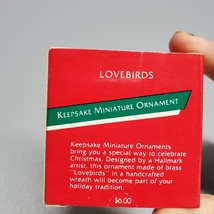 LOVEBIRDS
KEEPSAKE MINIATURE ORNAMENT
Keepsake Miniature Ornaments
bring you a special way to celebrate
Christmas. Designed by a Hallmark
artist, this ornament made of brass
"Lovebirds" in a handcrafted
wreath will become part of your
holiday tradition.
$6.00